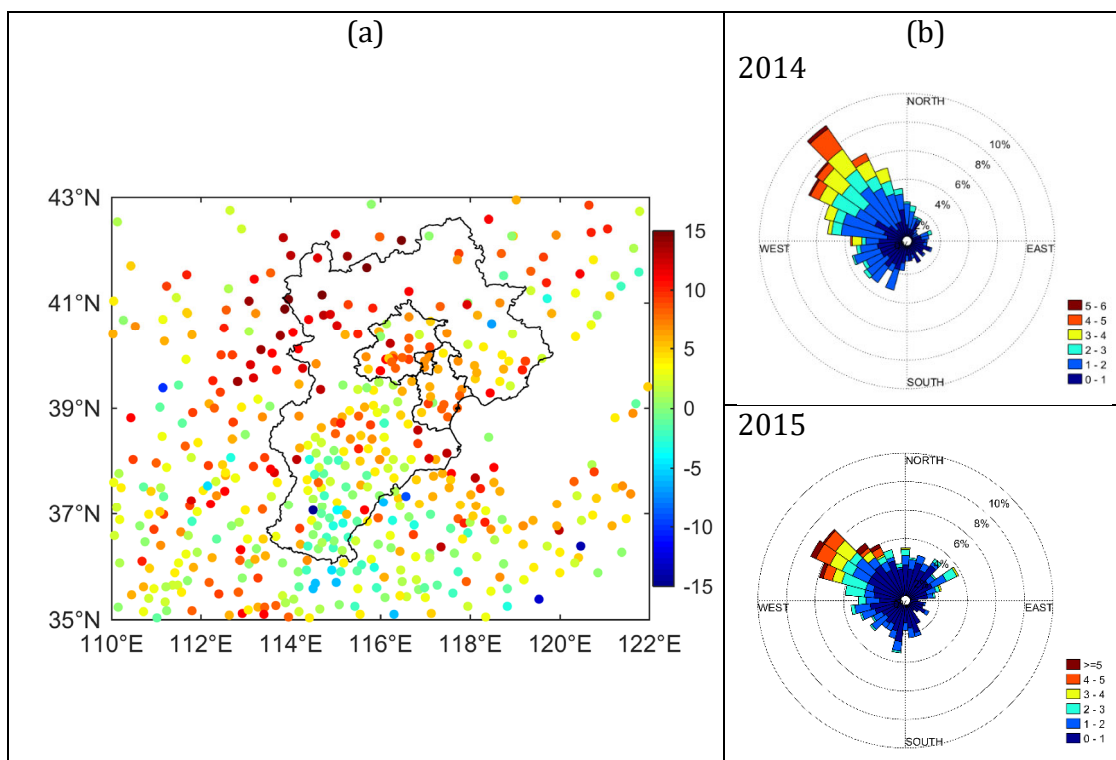 (a)
43°N
41°N
39°N
37°N
35°N
110°E 112°E 114°E 116°E 118°E 120°E 122°E
15
10
5
0
-5
-10
-15
(b)
2014
NORTH
10%
8%
6%
4%
WEST
EAST
SOUTH
5 - 6
4 - 5
3 - 4
2 - 3
1 - 2
0 - 1
2015
NORTH
10%
8%
6%
WEST
EAST
SOUTH
>=5
4 - 5
3 - 4
2 - 3
1 - 2
0 - 1